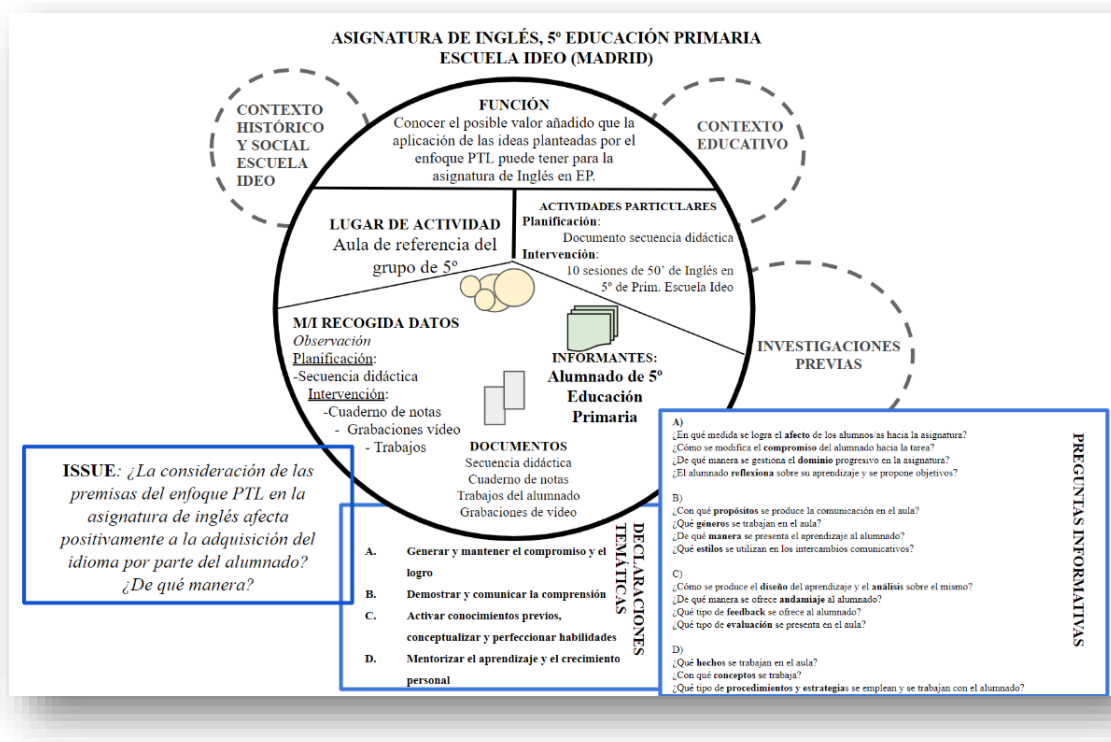 ASIGNATURA DE INGLÉS, 5º EDUCACIÓN PRIMARIA
ESCUELA IDEO (MADRID)
CONTEXTO
HISTÓRICO
Y SOCIAL
ESCUELA
IDEO
FUNCIÓN
Conocer el posible valor añadido que la
aplicación de las ideas planteadas por el
enfoque PTL puede tener para la
asignatura de Inglés en EP.
CONTEXTO
EDUCATIVO
LUGAR DE ACTIVIDAD
Aula de referencia del
grupo de 5º
ACTIVIDADES PARTICULARES
Planificación:
Documento secuencia didáctica
Intervención:
10 sesiones de 50´ de Inglés en
5º de Prim. Escuela Ideo
M/I RECOGIDA DATOS
Observación
Planificación:
-Secuencia didáctica
Intervención:
-Cuaderno de notas
- Grabaciones vídeo
- Trabajos
INFORMANTES:
Alumnado de 5º
Educación
Primaria
INVESTIGACIONES
PREVIAS
DOCUMENTOS
Secuencia didáctica
Cuaderno de notas
Trabajos del alumnado
Grabaciones de vídeo
ISSUE: ¿La consideración de las
premisas del enfoque PTL en la
asignatura de inglés afecta
positivamente a la adquisición del
idioma por parte del alumnado?
¿De qué manera?
DECLARACIONES
TEMÁTICAS
A. Generar y mantener el compromiso y el
logro
B. Demostrar y comunicar la comprensión
C. Activar conocimientos previos,
conceptualizar y perfeccionar habilidades
D. Mentorizar el aprendizaje y el crecimiento
personal
PREGUNTAS INFORMATIVAS
A)
¿En qué medida se logra el afecto de los alumnos/as hacia la asignatura?
¿Cómo se modifica el compromiso del alumnado hacia la tarea?
¿De qué manera se gestiona el dominio progresivo en la asignatura?
¿El alumnado reflexiona sobre su aprendizaje y se propone objetivos?
B)
¿Con qué propósitos se produce la comunicación en el aula?
¿Qué géneros se trabajan en el aula?
¿De qué manera se presenta el aprendizaje al alumnado?
¿Qué estilos se utilizan en los intercambios comunicativos?
C)
¿Cómo se produce el diseño del aprendizaje y el análisis sobre el mismo?
¿De qué manera se ofrece andamiaje al alumnado?
¿Qué tipo de feedback se ofrece al alumnado?
¿Qué tipo de evaluación se presenta en el aula?
D)
¿Qué hechos se trabajan en el aula?
¿Con qué conceptos se trabaja?
¿Qué tipo de procedimientos y estrategias se emplean y se trabajan con el alumnado?